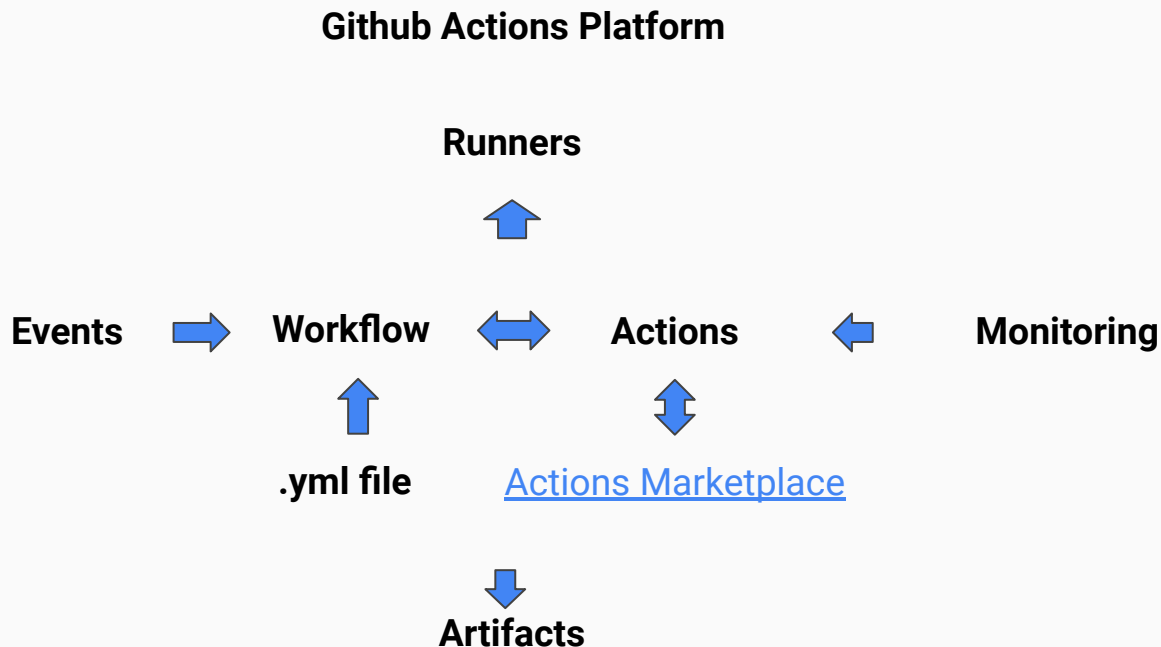 Github Actions Platform
Runners
Events
Workflow
Actions
Monitoring
.yml file
Actions Marketplace
Artifacts